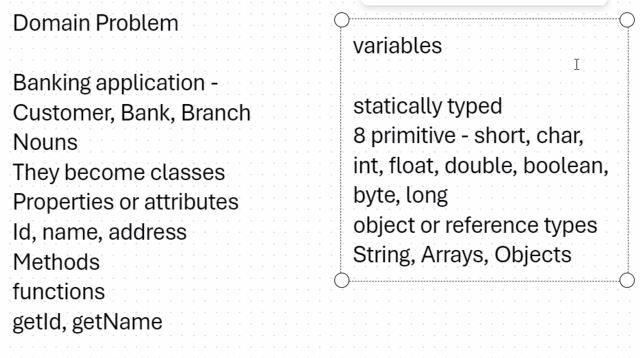 Domain Problem
Banking application -
Customer, Bank, Branch
Nouns
They become classes
Properties or attributes
Id, name, address
Methods
functions
getId, getName
variables
statically typed
8 primitive - short, char,
int, float, double, boolean,
byte, long
object or reference types
String, Arrays, Objects